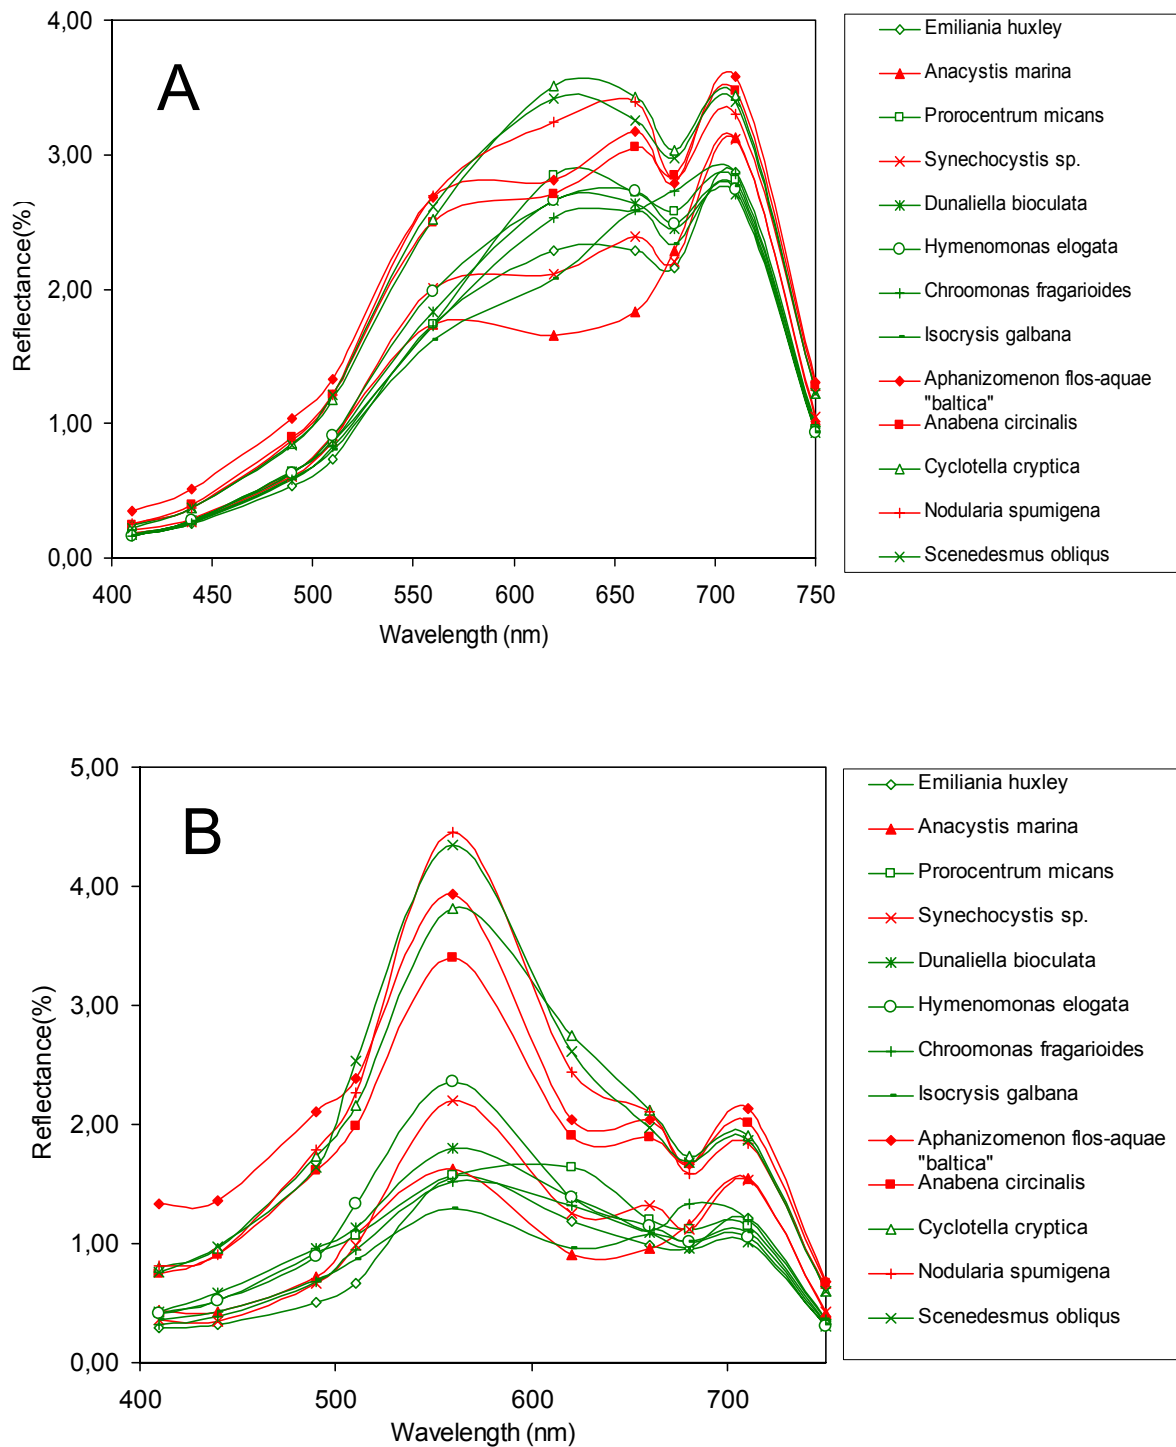 A
4,00
3,00
2,00
1,00
0,00
Reflectance(%)
400 450 500 550 600 650 700 750
Wavelength (nm)
Emiliania huxley
Anacystis marina
Prorocentrum micans
Synechocystis sp.
Dunaliella bioculata
Hymenomonas elogata
Chroomonas fragarioides
Isocrysis galbana
Aphanizomenon flos-aquae
"baltica"
Anabena circinalis
Cyclotella cryptica
Nodularia spumigena
Scenedesmus obliqus
B
5,00
4,00
3,00
2,00
1,00
0,00
Reflectance(%)
400 500 600 700
Wavelength (nm)
Emiliania huxley
Anacystis marina
Prorocentrum micans
Synechocystis sp.
Dunaliella bioculata
Hymenomonas elogata
Chroomonas fragarioides
Isocrysis galbana
Aphanizomenon flos-aquae
"baltica"
Anabena circinalis
Cyclotella cryptica
Nodularia spumigena
Scenedesmus obliqus